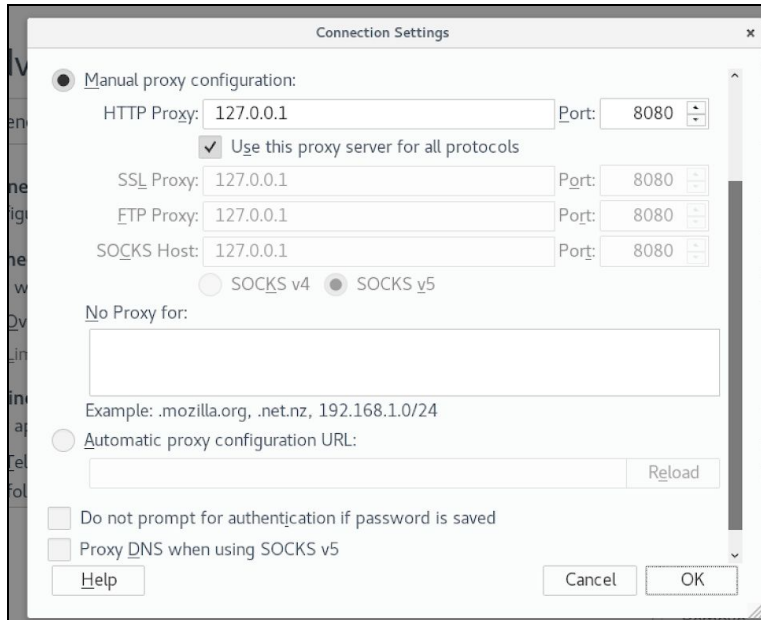 Connection Settings
Manual proxy configuration:
HTTP Proxy: 127.0.0.1 Port: 8080
Use this proxy server for all protocols
SSL Proxy: 127.0.0.1 Port: 8080
FTP Proxy: 127.0.0.1 Port: 8080
SOCKS Host: 127.0.0.1 Port: 8080
SOCKS v4 SOCKS v5
No Proxy for:
Example: .mozilla.org, .net.nz, 192.168.1.0/24
Automatic proxy configuration URL:
Reload
Do not prompt for authentication if password is saved
Proxy DNS when using SOCKS v5
Help Cancel OK